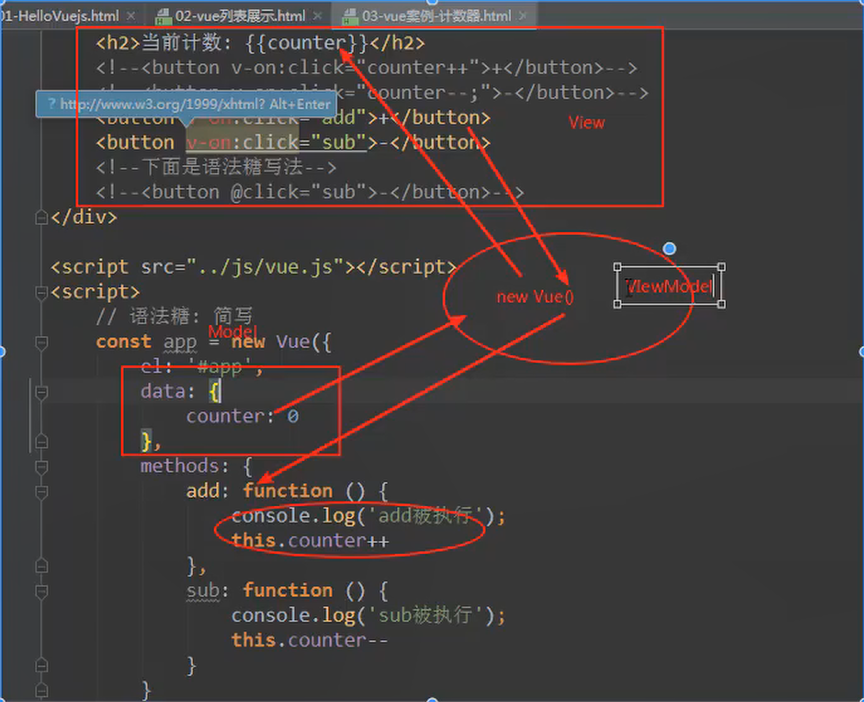 01-HelloVuejs.html × 02-vue列表展示.html × 03-vue案例-计数器.html ×
<h2>当前计数: {{counter}}</h2>
<!--<button v-on:click="counter++">+</button>-->
v-on:click="counter--;">-</button>-->
? http://www.w3.org/1999/xhtml? Alt+Enter
<button v-on:click="add">+</button>
View
<button v-on:click="sub">-</button>
<!--下面是语法糖写法-->
<!--<button @click="sub">-</button>-->
</div>
<script src="../js/vue.js"></script>
<script>
new Vue()
ViewModel
// 语法糖: 简写
Model
const app = new Vue({
el: '#app',
data: {
counter: 0
},
methods: {
add: function () {
console.log('add被执行');
this.counter++
},
sub: function () {
console.log('sub被执行');
this.counter--
}
}